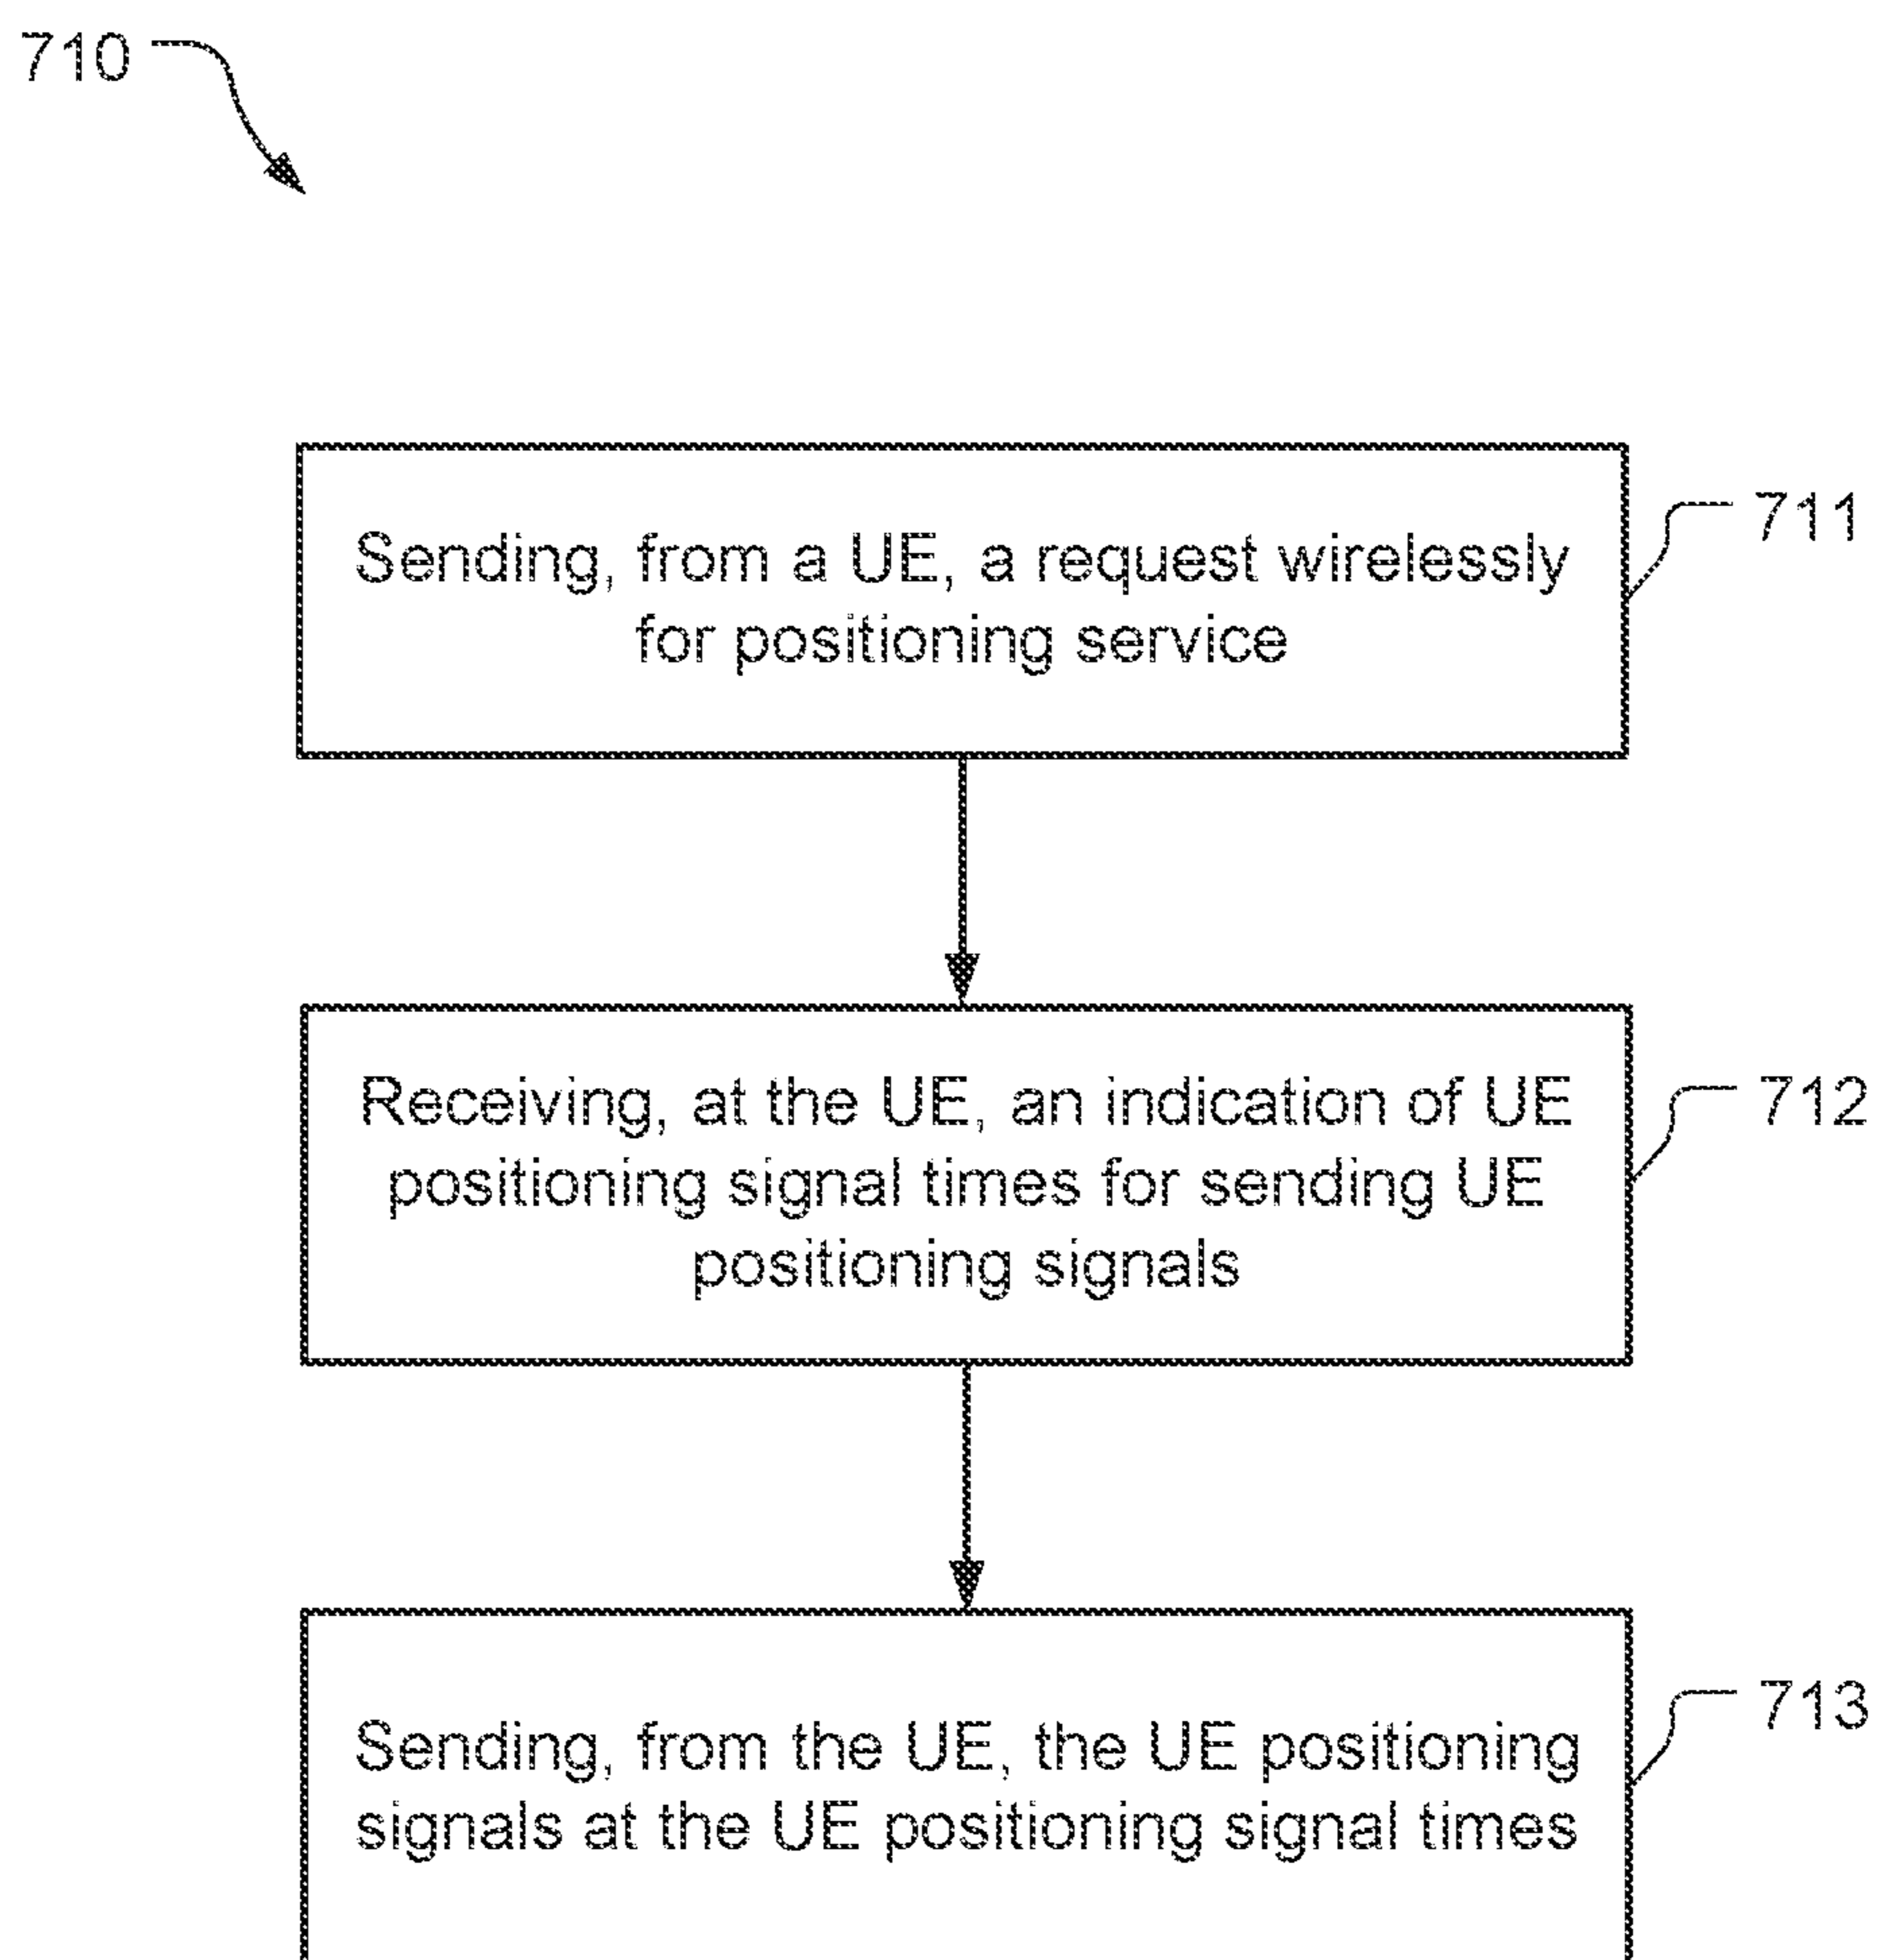 710
Sending, from a UE, a request wirelessly
for positioning service
711
Receiving, at the UE, an indication of UE
positioning signal times for sending UE
positioning signals
712
Sending, from the UE, the UE positioning
signals at the UE positioning signal times
713